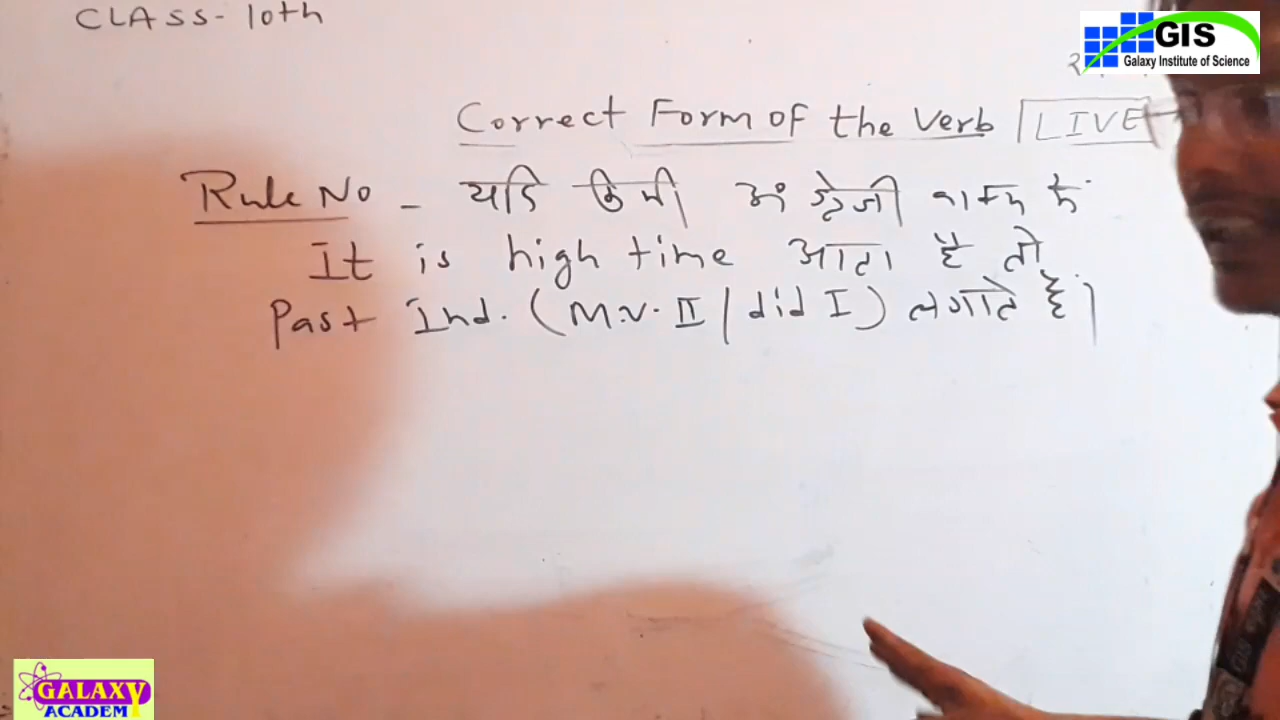 CLASS- 10th
GIS
Galaxy Institute of Science
Correct Form of the Verb LIVE
Rule No - यदि किसी अंग्रेजी वाक्य में
It is high time आता है तो
Past Ind. (M.V. II / did I) लगाते हैं।
GALAXY
ACADEMY